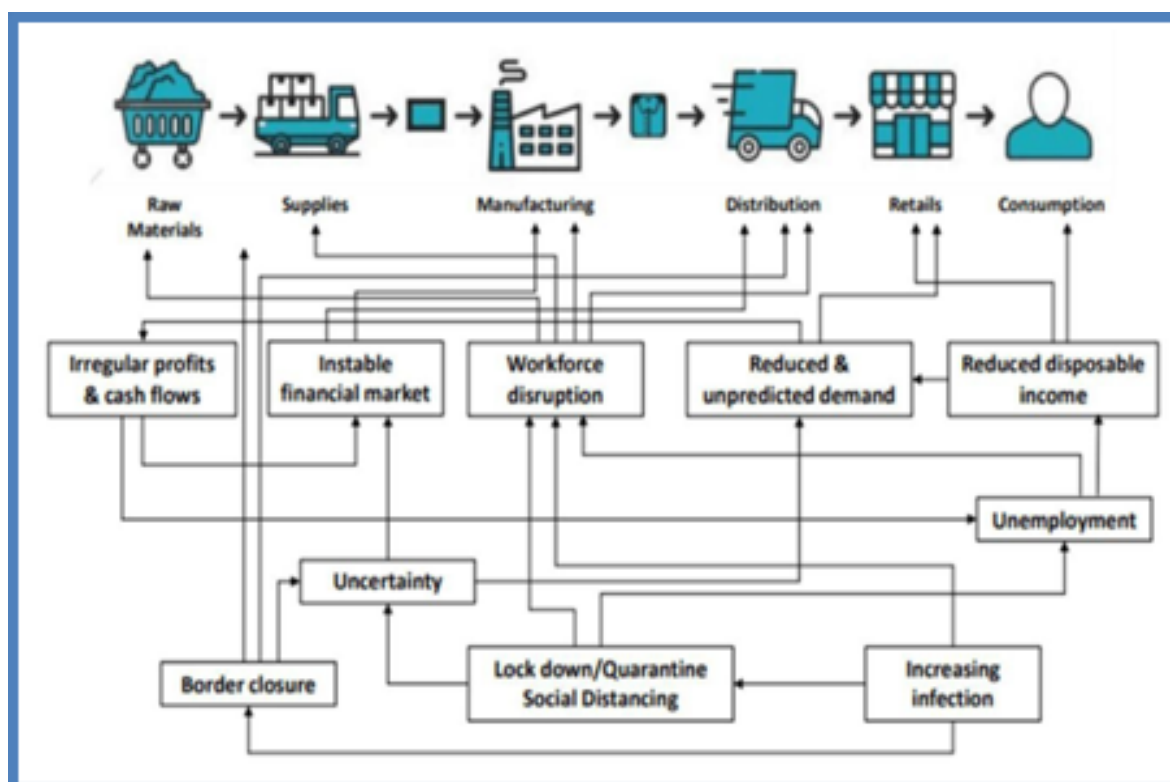 Raw
Materials
Supplies
Manufacturing
Distribution
Retails
Consumption
Irregular profits
& cash flows
Instable
financial market
Workforce
disruption
Reduced &
unpredicted demand
Reduced disposable
income
Unemployment
Uncertainty
Border closure
Lock down/Quarantine
Social Distancing
Increasing
infection